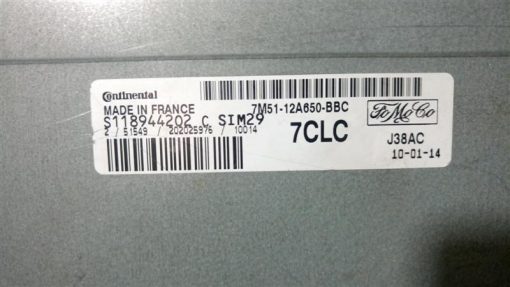 Continental
MADE IN FRANCE
7M51-12A650-BBC
S118944202 C SIM29
2 / 51549 / 202025976 / 10014
7CLC
FoMoCo
J38AC
10-01-14